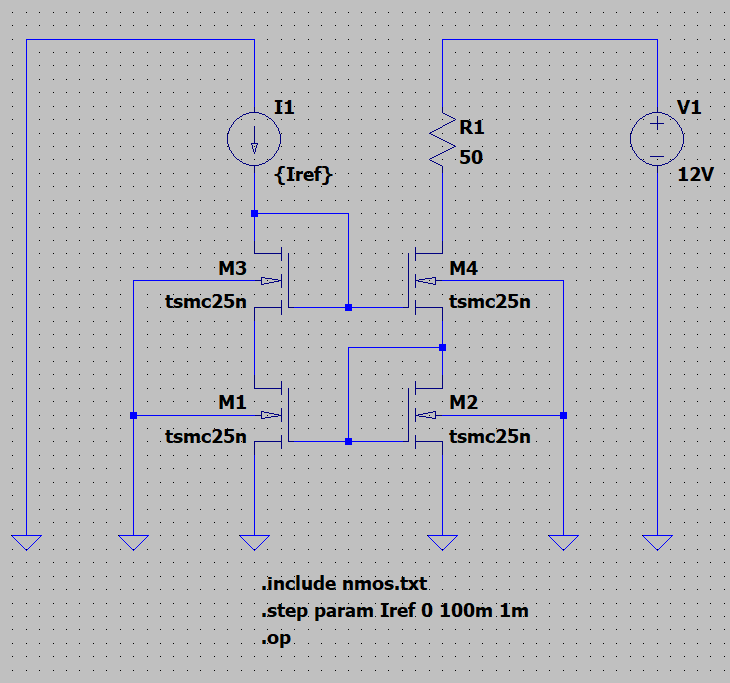 I1
{Iref}
R1
50
V1
12V
M3
tsmc25n
M4
tsmc25n
M1
tsmc25n
M2
tsmc25n
.include nmos.txt
.step param Iref 0 100m 1m
.op